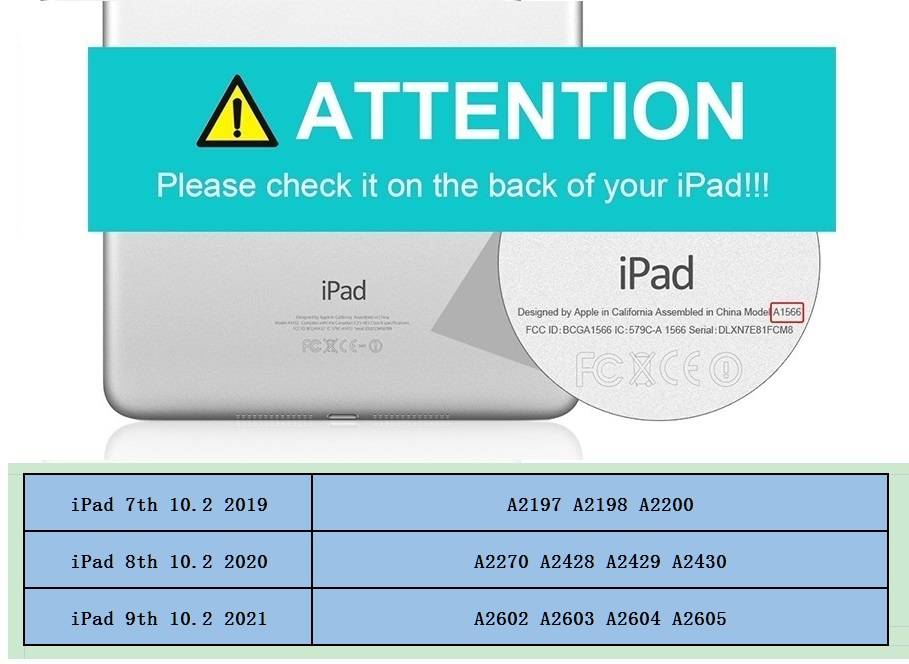 ATTENTION
Please check it on the back of your iPad!!!
iPad
iPad
Designed by Apple in California Assembled in China Model A1566
FCC ID: BCGA1566 IC: 579C-A 1566 Serial: DLXN7E81FCM8
iPad 7th 10.2 2019 A2197 A2198 A2200
iPad 8th 10.2 2020 A2270 A2428 A2429 A2430
iPad 9th 10.2 2021 A2602 A2603 A2604 A2605